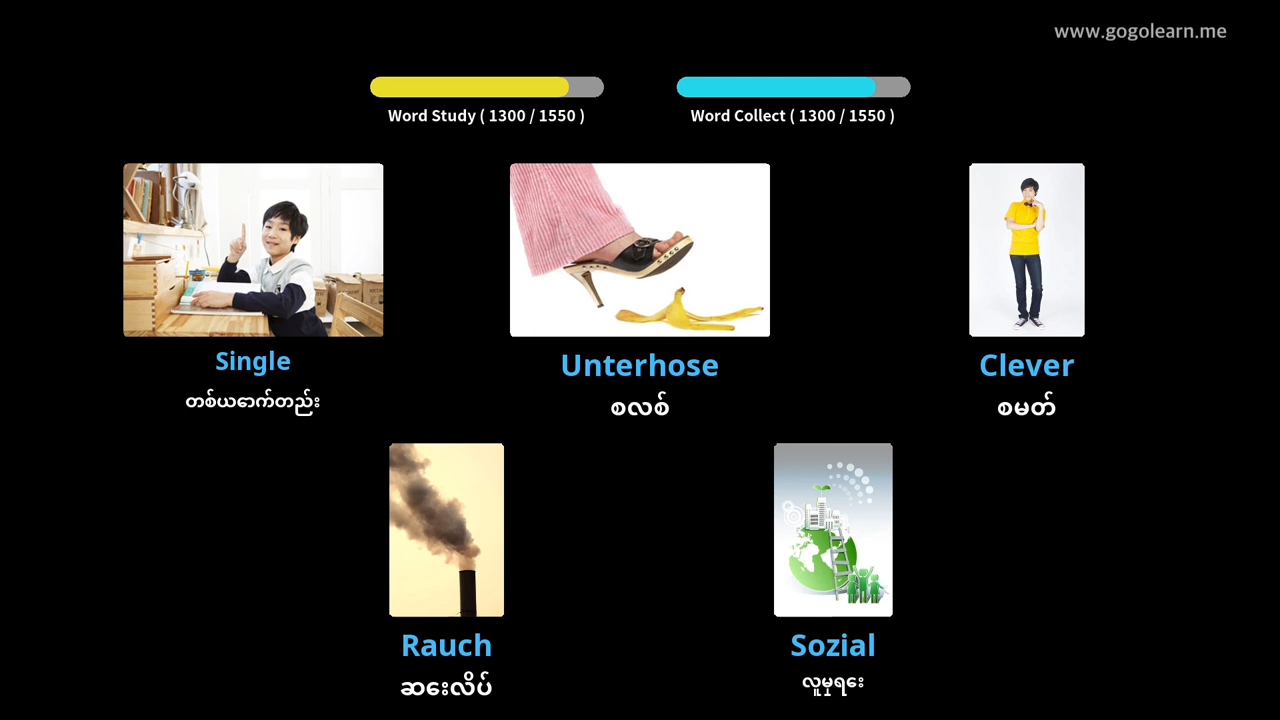 www.gogolearn.me
Word Study ( 1300 / 1550 )
Word Collect ( 1300 / 1550 )
Single
တစ်ယောက်တည်း
Unterhose
စလစ်
Clever
စမတ်
Rauch
ဆေးလိပ်
Sozial
လူမှုရေး